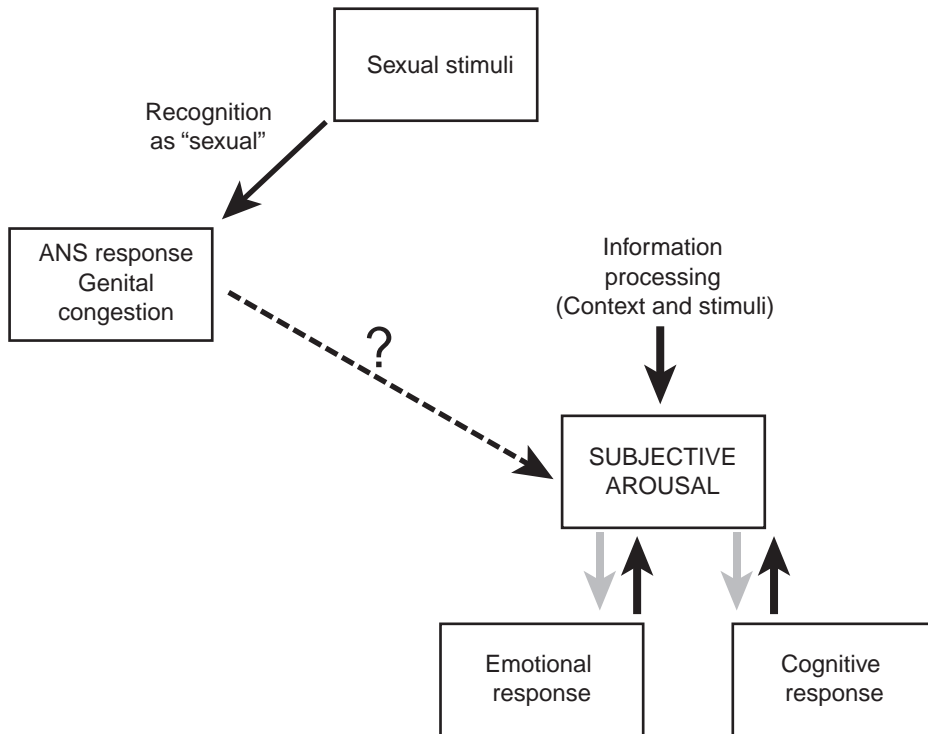 Sexual stimuli
Recognition
as “sexual”
ANS response
Genital
congestion
Information
processing
(Context and stimuli)
?
SUBJECTIVE
AROUSAL
Emotional
response
Cognitive
response